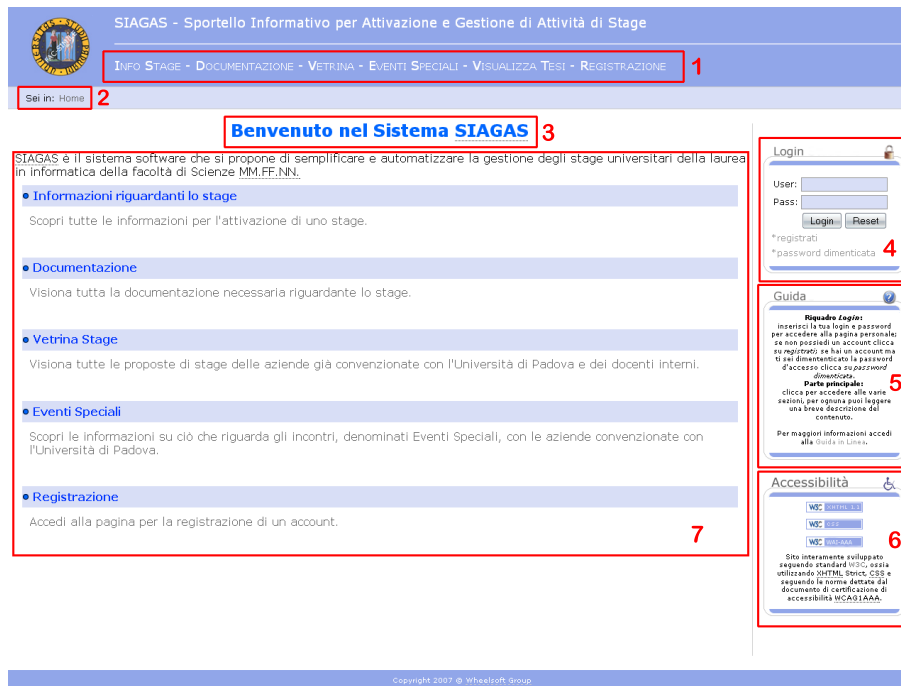 SIAGAS - Sportello Informativo per Attivazione e Gestione di Attività di Stage
Info Stage - Documentazione - Vetrina - Eventi Speciali - Visualizza Tesi - Registrazione
1
Sei in: Home
2
Benvenuto nel Sistema SIAGAS
3
SIAGAS è il sistema software che si propone di semplificare e automatizzare la gestione degli stage universitari della laurea
in informatica della facoltà di Scienze MM.FF.NN.
Informazioni riguardanti lo stage
Scopri tutte le informazioni per l'attivazione di uno stage.
Documentazione
Visiona tutta la documentazione necessaria riguardante lo stage.
Vetrina Stage
Visiona tutte le proposte di stage delle aziende già convenzionate con l'Università di Padova e dei docenti interni.
Eventi Speciali
Scopri le informazioni su ciò che riguarda gli incontri, denominati Eventi Speciali, con le aziende convenzionate con
l'Università di Padova.
Registrazione
Accedi alla pagina per la registrazione di un account.
7
Login
User:
Pass:
Login Reset
*registrati
*password dimenticata
4
Guida
Riquadro Login:
inserisci la tua login e password
per accedere alla pagina personale;
se non possiedi un account clicca
su registrati; se hai un account ma
ti sei dimentticato la password
d'accesso clicca su password
dimenticata.
Parte principale:
clicca per accedere alle varie
sezioni, per ognuna puoi leggere
una breve descrizione del
contenuto.
Per maggiori informazioni accedi
alla Guida in Linea.
5
Accessibilità
W3C XHTML 1.1
W3C CSS
W3C WAI-AAA
6
Sito interamente sviluppato
seguendo standard W3C, ossia
utilizzando XHTML Strict, CSS e
seguendo le norme dettate dal
documento di certificazione di
accessibilità WCAG1AAA.
Copyright 2007 © Wheelsoft Group